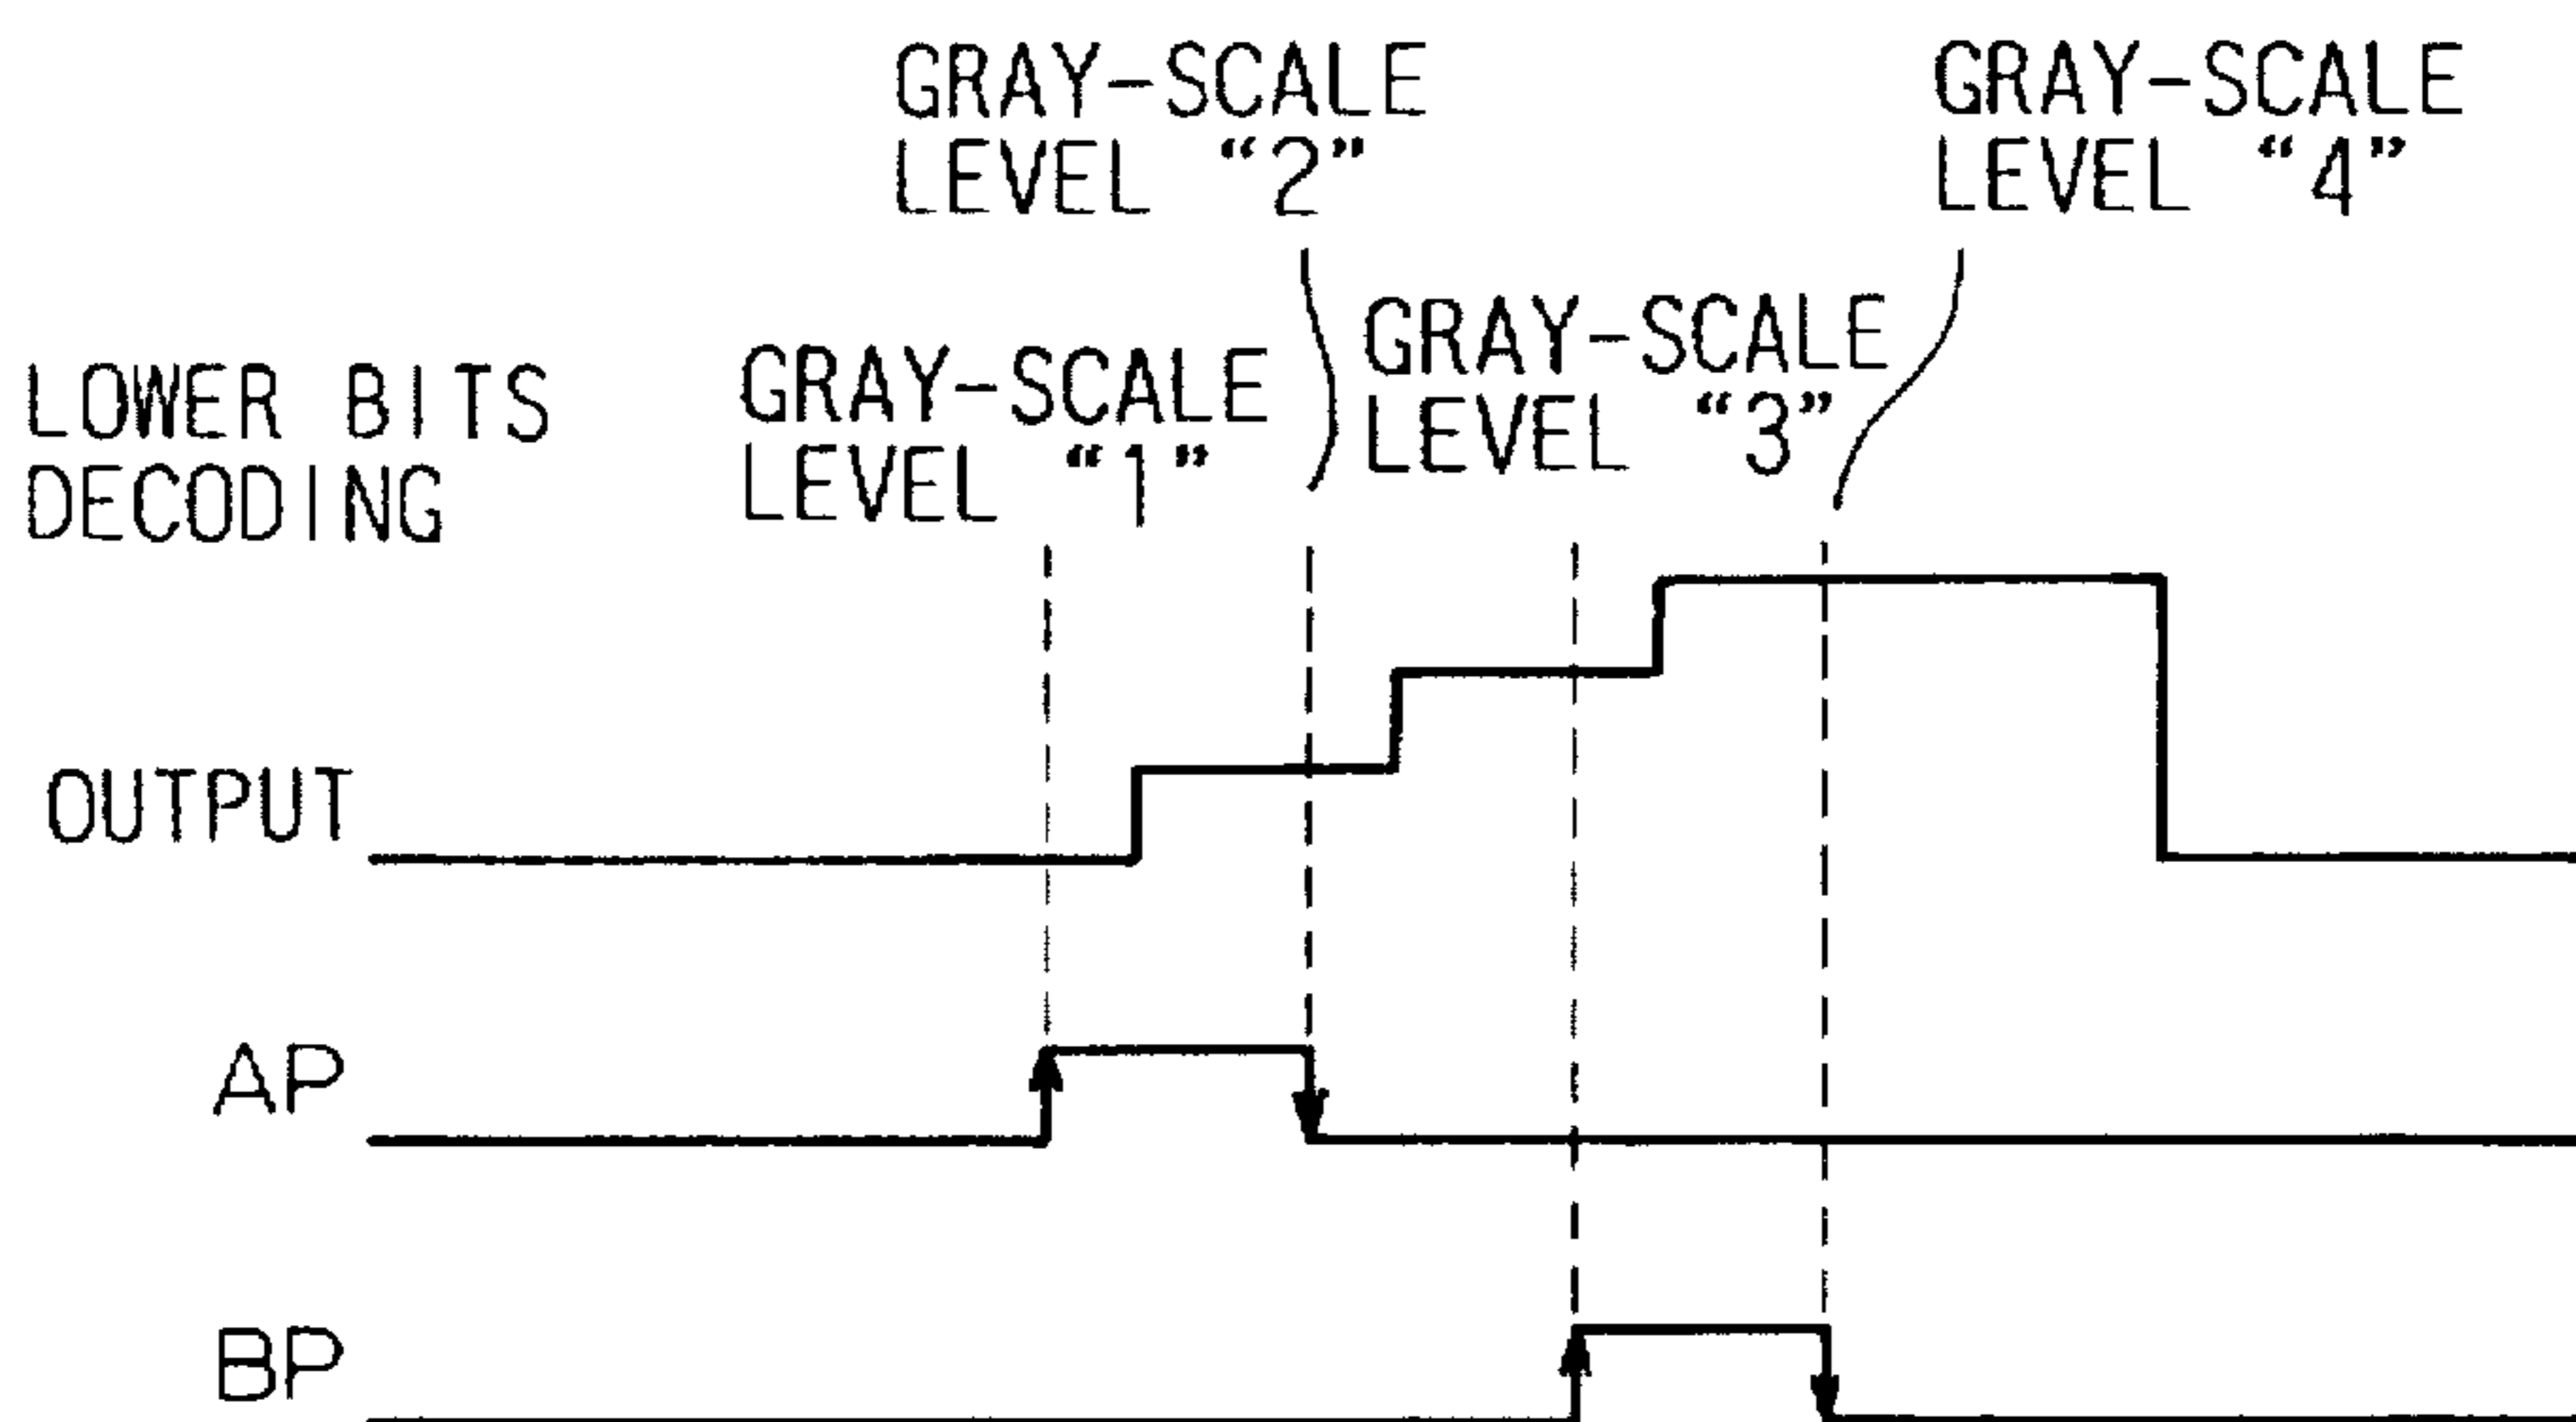 GRAY-SCALE
LEVEL “2”
GRAY-SCALE
LEVEL “4”
GRAY-SCALE
LEVEL “3”
GRAY-SCALE
LEVEL “1”
LOWER BITS
DECODING
OUTPUT
AP
BP